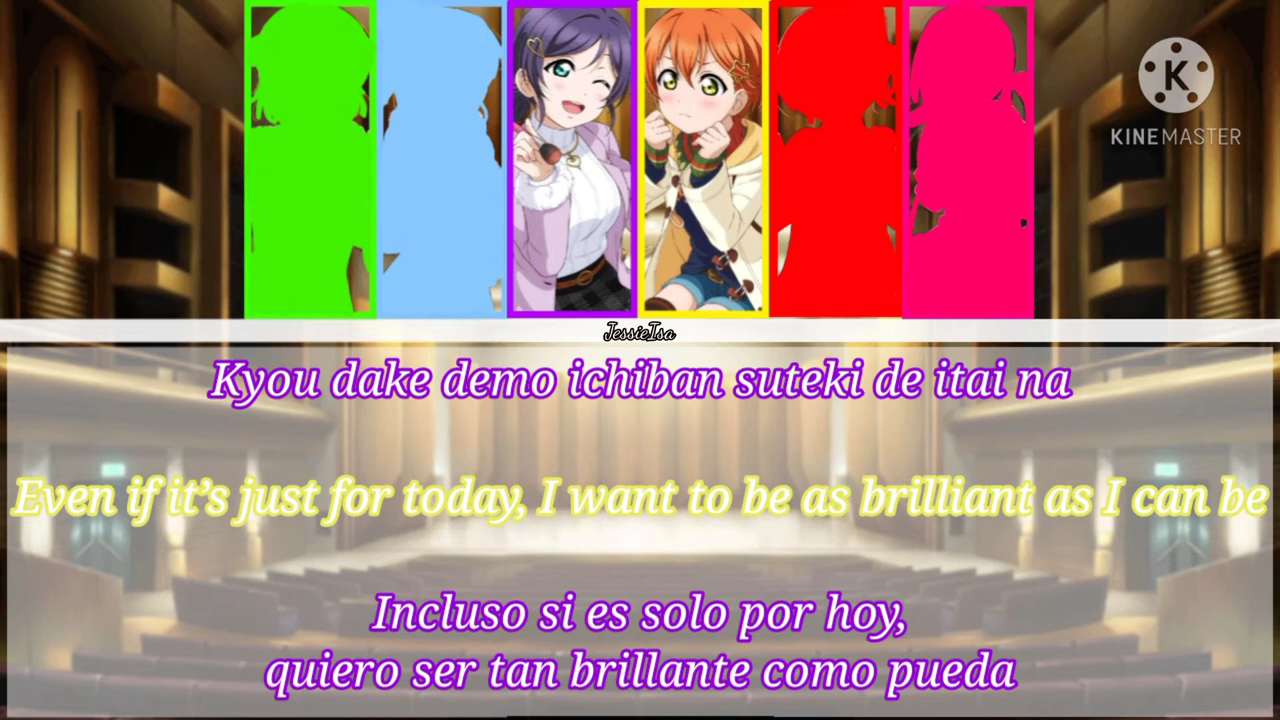 K
KINEMASTER
JessieIsa
Kyou dake demo ichiban suteki de itai na
Even if it’s just for today, I want to be as brilliant as I can be
Incluso si es solo por hoy,
quiero ser tan brillante como pueda